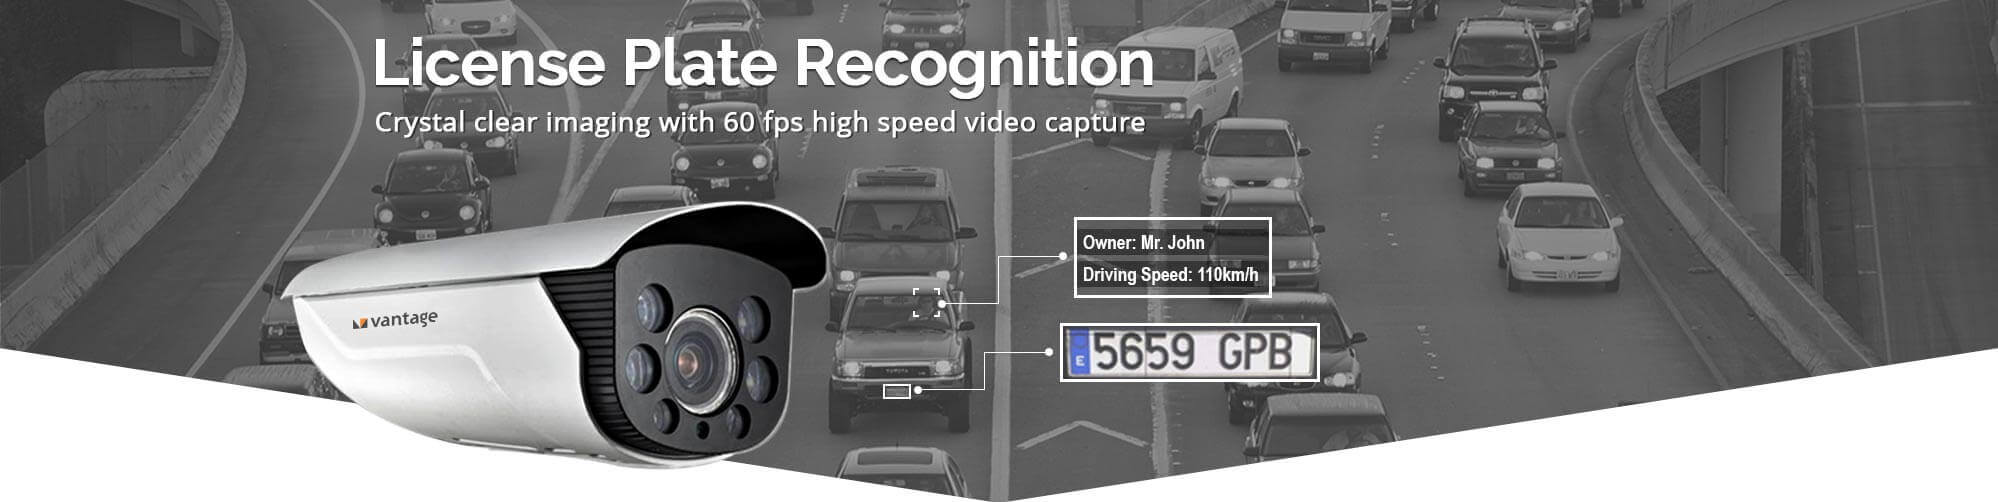 License Plate Recognition
Crystal clear imaging with 60 fps high speed video capture
Owner: Mr. John
Driving Speed: 110km/h
vantage
E
5659 GPB
TOYOTA